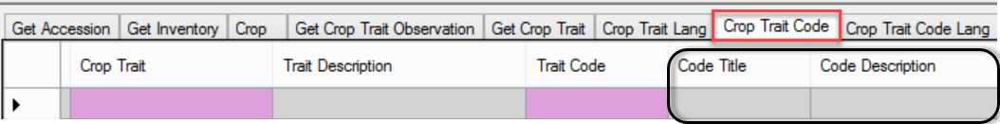 Get Accession Get Inventory Crop Get Crop Trait Observation Get Crop Trait Crop Trait Lang Crop Trait Code Crop Trait Code Lang
Crop Trait Trait Description Trait Code Code Title Code Description